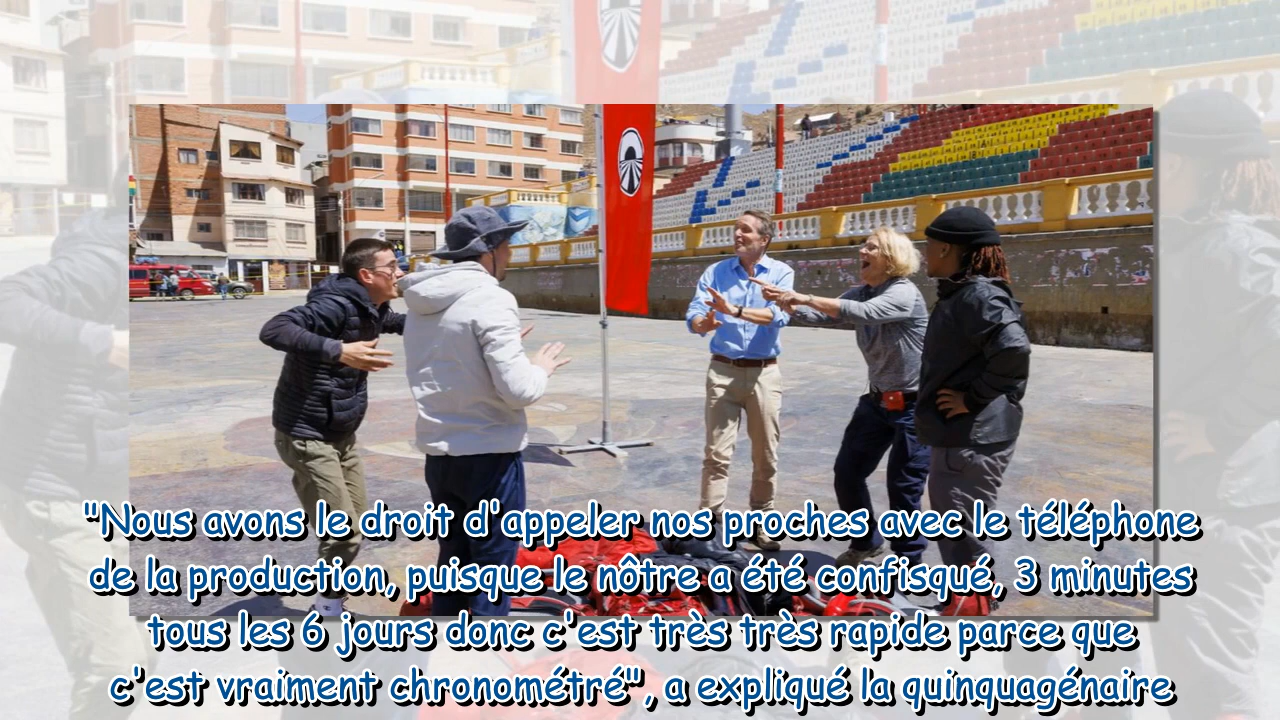 "Nous avons le droit d'appeler nos proches avec le téléphone
de la production, puisque le nôtre a été confisqué, 3 minutes
tous les 6 jours donc c'est très très rapide parce que
c'est vraiment chronométré", a expliqué la quinquagénaire